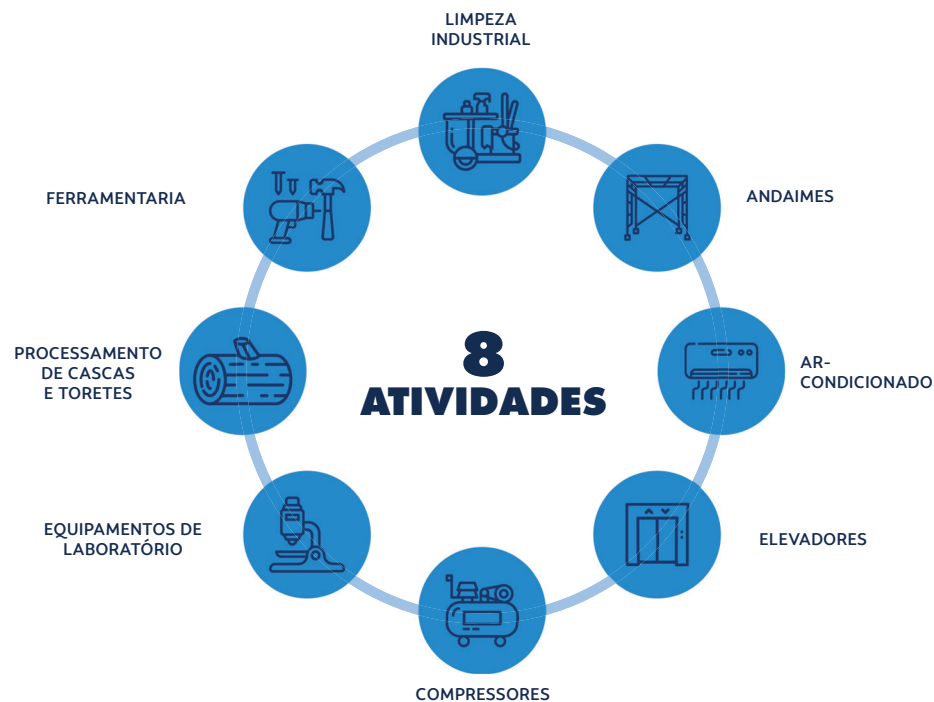 LIMPEZA
INDUSTRIAL
FERRAMENTARIA
ANDAIMES
PROCESSAMENTO
DE CASCAS
E TORETES
8
ATIVIDADES
AR-
CONDICIONADO
EQUIPAMENTOS DE
LABORATÓRIO
ELEVADORES
COMPRESSORES